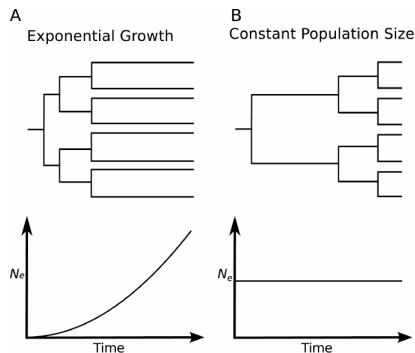 A
Exponential Growth
B
Constant Population Size
Ne
Time
Ne
Time